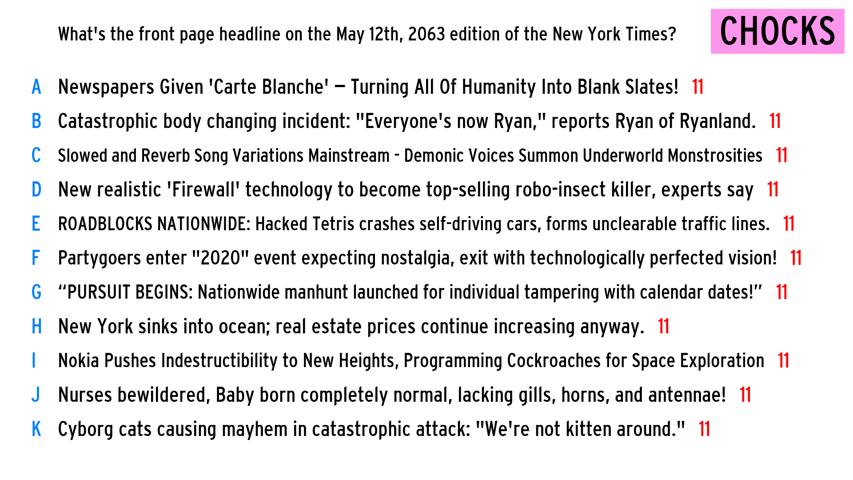 What's the front page headline on the May 12th, 2063 edition of the New York Times?
CHOCKS
A Newspapers Given 'Carte Blanche' – Turning All Of Humanity Into Blank Slates! 11
B Catastrophic body changing incident: "Everyone's now Ryan," reports Ryan of Ryanland. 11
C Slowed and Reverb Song Variations Mainstream - Demonic Voices Summon Underworld Monstrosities 11
D New realistic 'Firewall' technology to become top-selling robo-insect killer, experts say 11
E ROADBLOCKS NATIONWIDE: Hacked Tetris crashes self-driving cars, forms unclearable traffic lines. 11
F Partygoers enter "2020" event expecting nostalgia, exit with technologically perfected vision! 11
G “PURSUIT BEGINS: Nationwide manhunt launched for individual tampering with calendar dates!” 11
H New York sinks into ocean; real estate prices continue increasing anyway. 11
I Nokia Pushes Indestructibility to New Heights, Programming Cockroaches for Space Exploration 11
J Nurses bewildered, Baby born completely normal, lacking gills, horns, and antennae! 11
K Cyborg cats causing mayhem in catastrophic attack: "We're not kitten around." 11